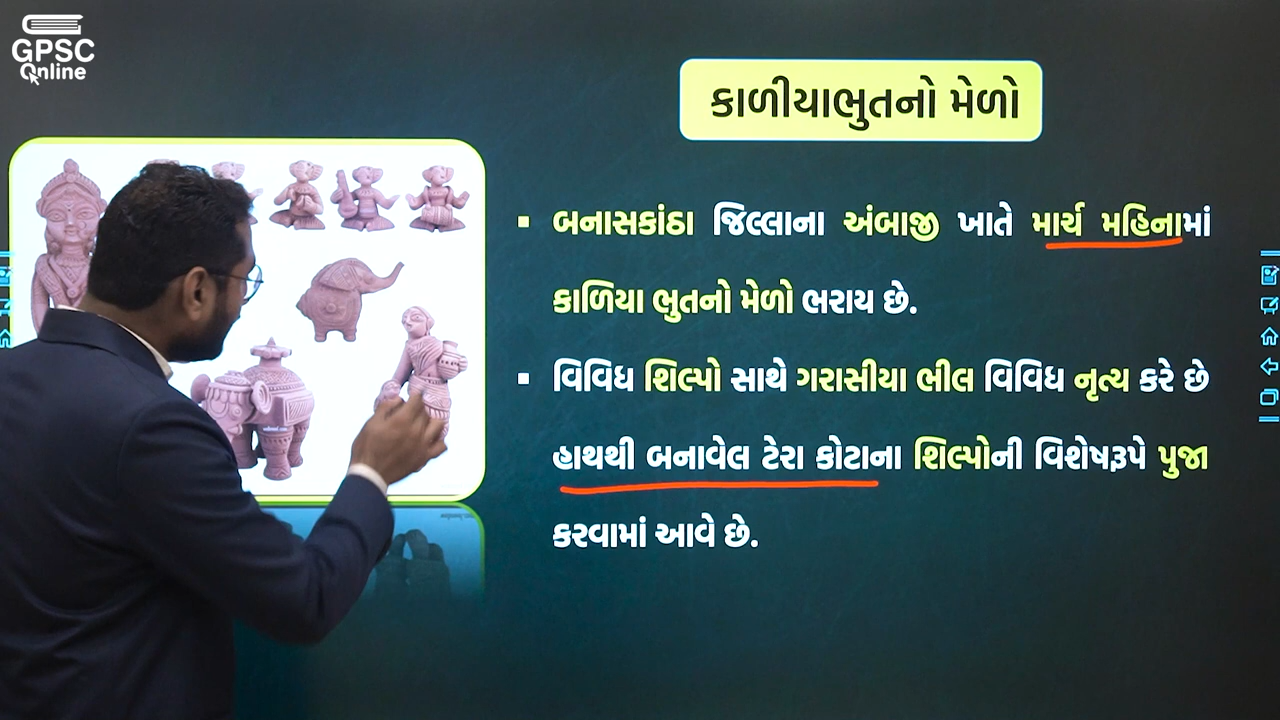 GPSC
Online
કાળીયાભુતનો મેળો
▪ બનાસકાંઠા જિલ્લાના અંબાજી ખાતે માર્ચ મહિનામાં
કાળિયા ભુતનો મેળો ભરાય છે.
▪ વિવિધ શિલ્પો સાથે ગરાસીયા ભીલ વિવિધ નૃત્ય કરે છે
હાથથી બનાવેલ ટેરા કોટાના શિલ્પોની વિશેષરૂપે પુજા
કરવામાં આવે છે.